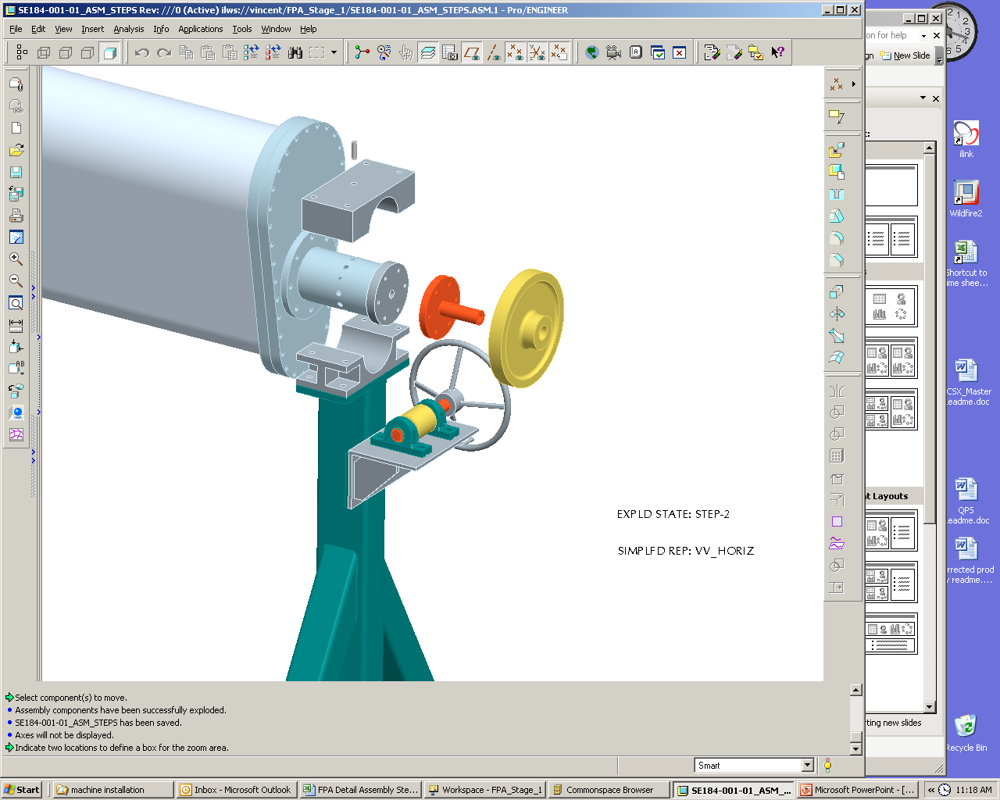 SE184-001-01_ASM_STEPS Rev: ///0 (Active) ilws://vincent/FPA_Stage_1/SE184-001-01_ASM_STEPS.ASM.1 - Pro/ENGINEER
File Edit View Insert Analysis Info Applications Tools Window Help
on for help
gn New Slide
ilink
Wildfire2
Shortcut to
ime shee...
CSX_Master
eadme.doc
t Layouts
QPS
eadme.doc
rrected prod
y readme....
EXPLD STATE: STEP-2
SIMPLFD REP: VV_HORIZ
Select component(s) to move.
Assembly components have been successfully exploded.
SE184-001-01_ASM_STEPS has been saved.
Axes will not be displayed.
Indicate two locations to define a box for the zoom area.
rting new slides
Recycle Bin
Smart
Start machine installation Inbox - Microsoft Outlook FPA Detail Assembly Ste... Workspace - FPA_Stage_1 Commonspace Browser SE184-001-01_ASM_... Microsoft PowerPoint - [... « 11:18 AM